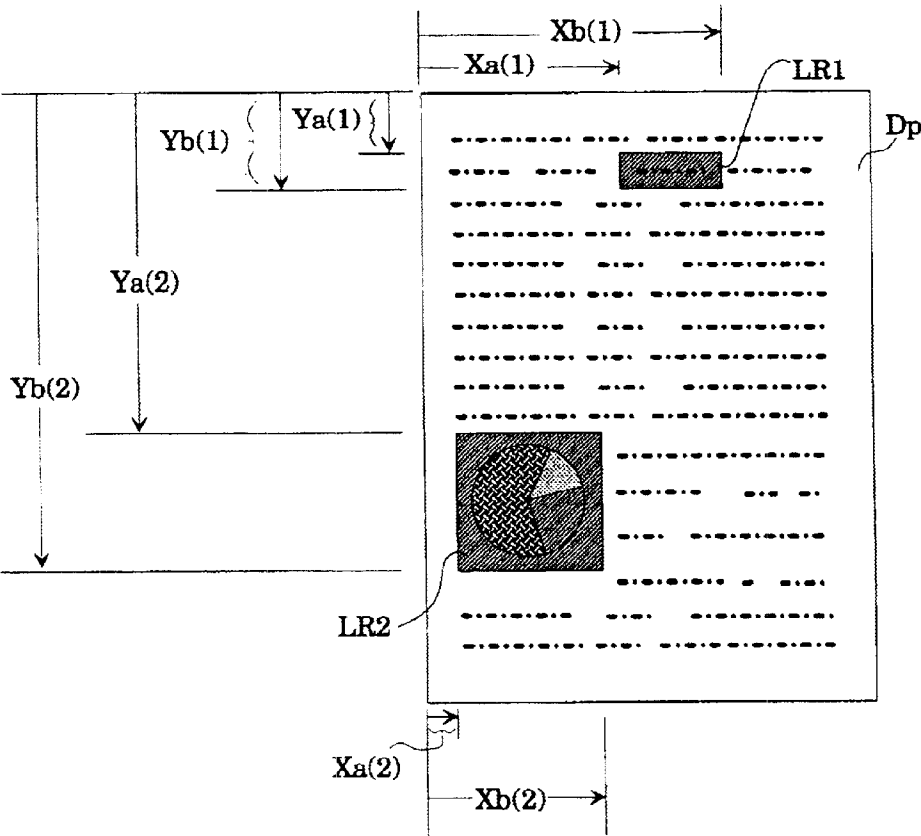 Xb(1)
Xa(1)
LR1
Dp
Ya(1)
Yb(1)
Ya(2)
Yb(2)
LR2
Xa(2)
Xb(2)